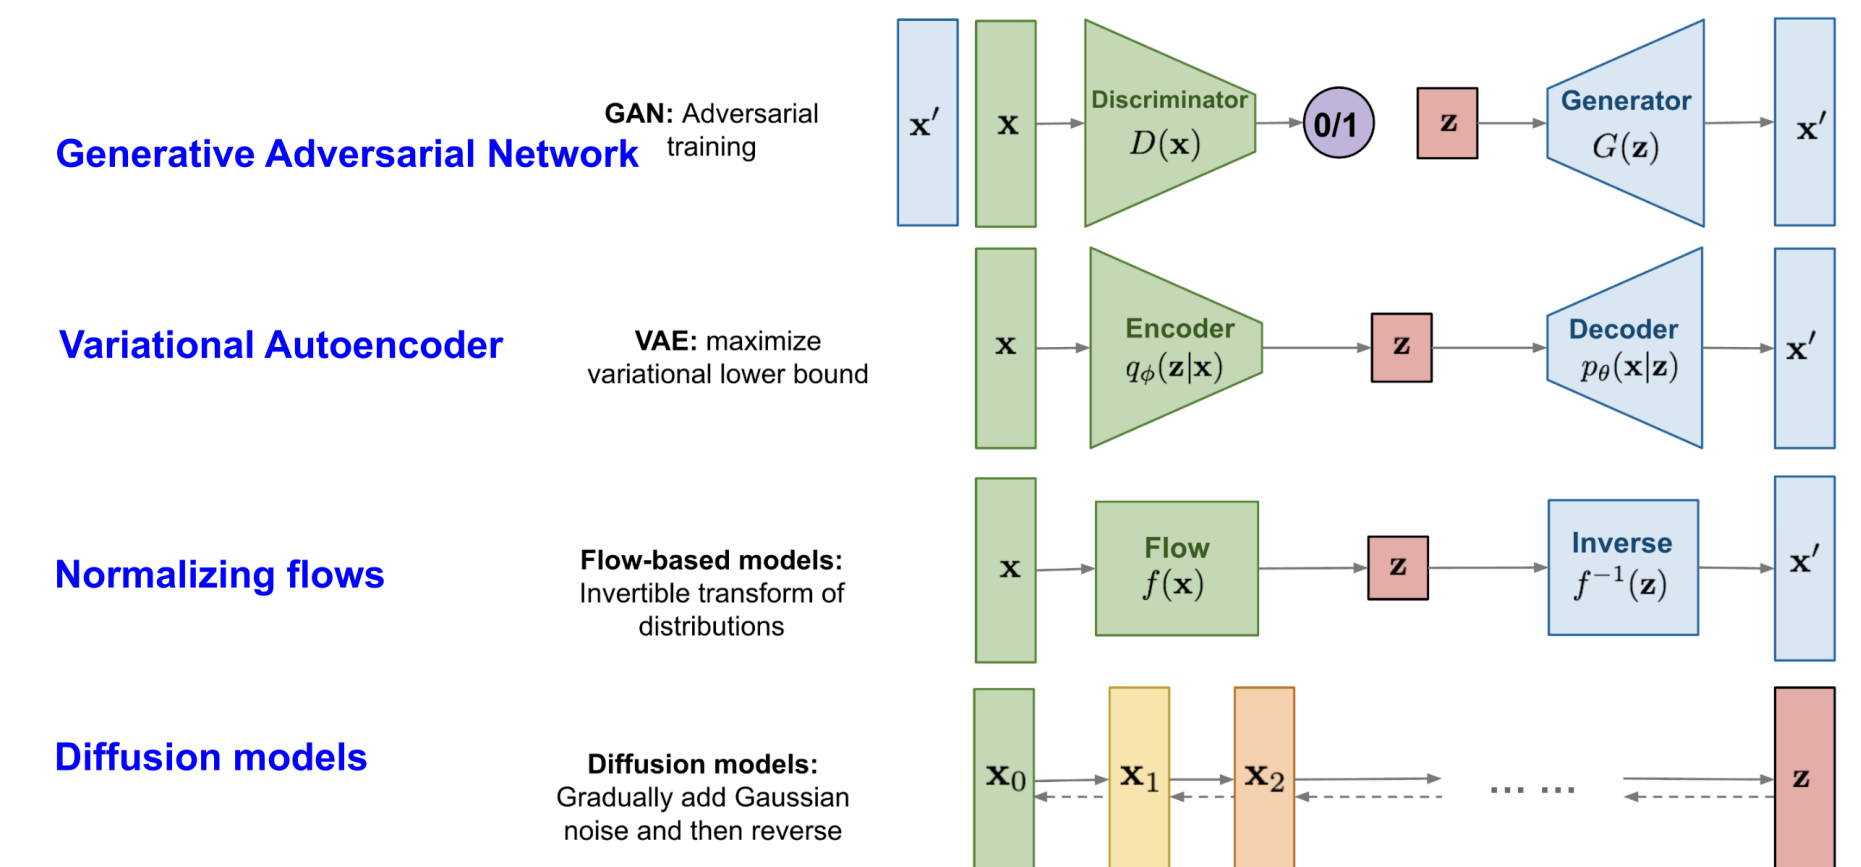 Generative Adversarial Network
GAN: Adversarial
training
x′
x
Discriminator
D(x)
0/1
z
Generator
G(z)
x′
Variational Autoencoder
VAE: maximize
variational lower bound
x
Encoder
qϕ(z|x)
z
Decoder
pθ(x|z)
x′
Normalizing flows
Flow-based models:
Invertible transform of
distributions
x
Flow
f(x)
z
Inverse
f⁻¹(z)
x′
Diffusion models
Diffusion models:
Gradually add Gaussian
noise and then reverse
x₀
x₁
x₂
... ...
z